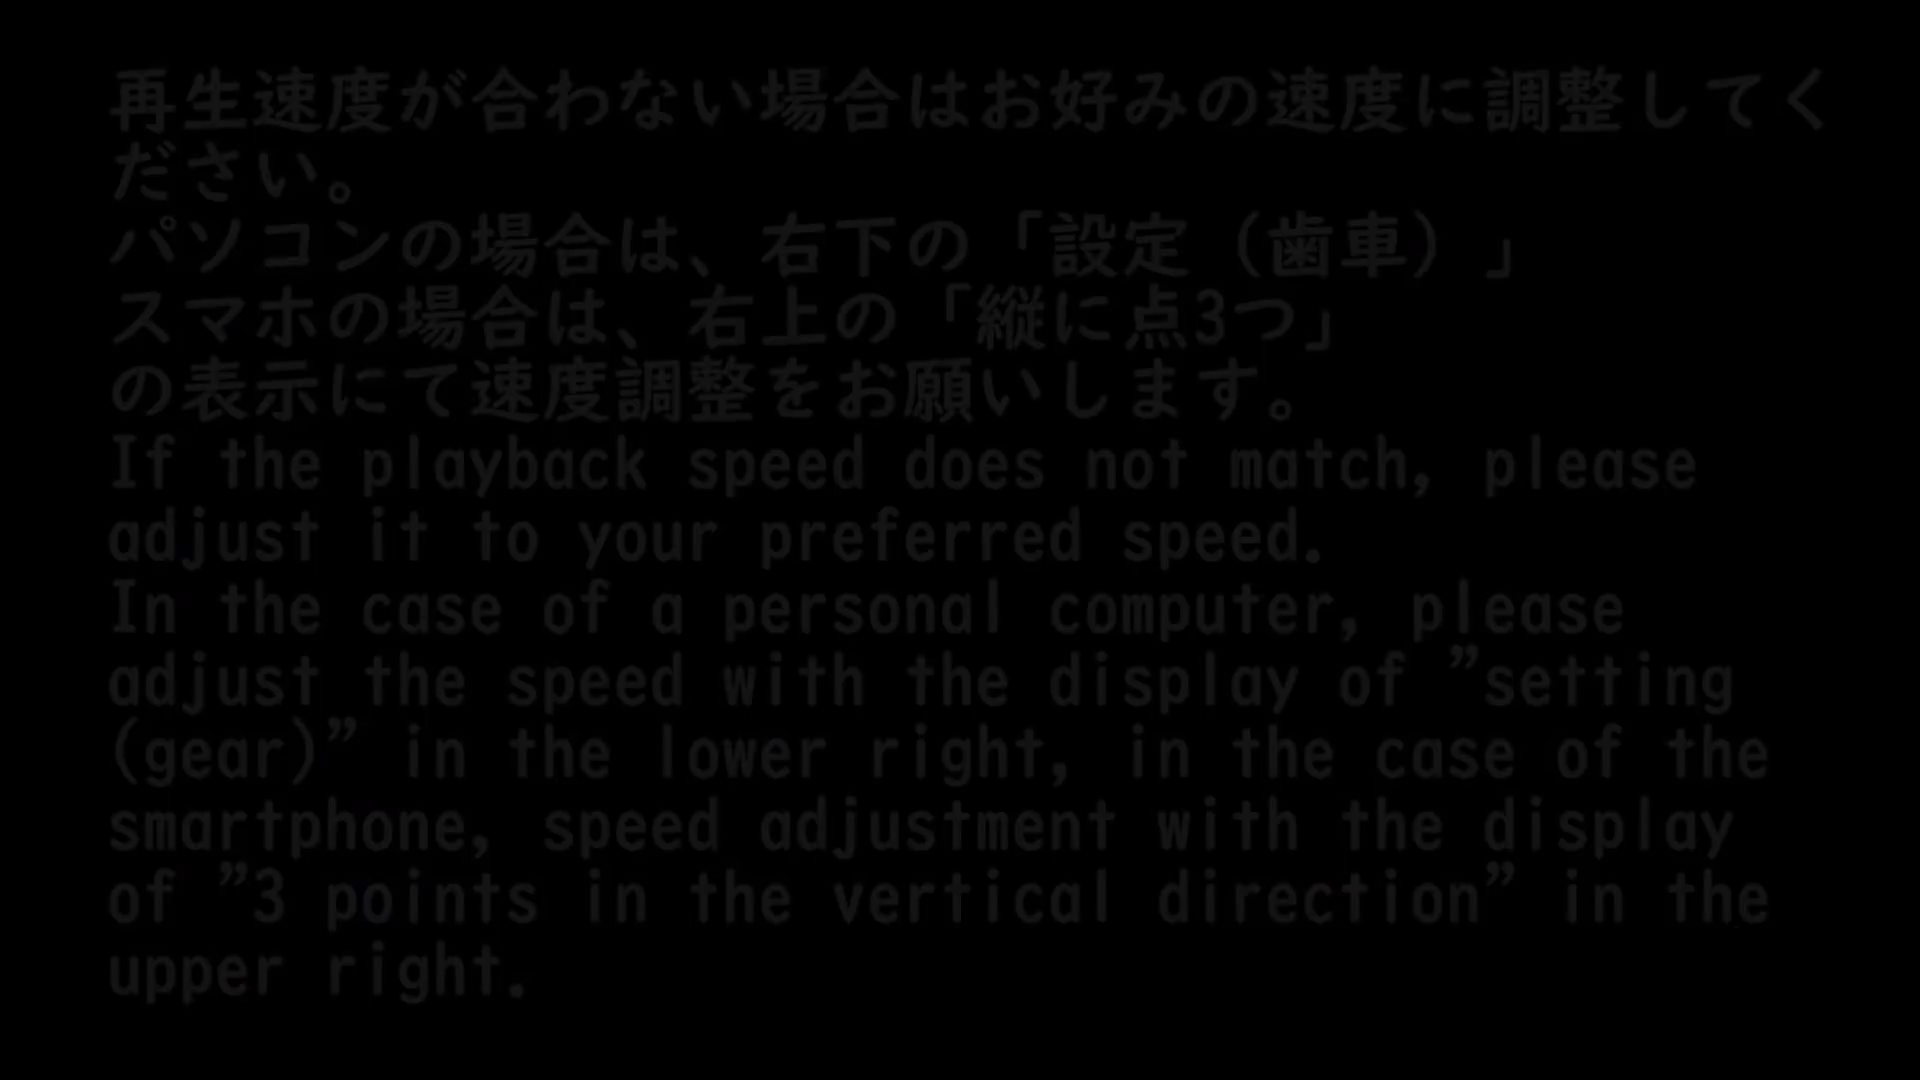 再生速度が合わない場合はお好みの速度に調整してく
ださい。
パソコンの場合は、右下の「設定（歯車）」
スマホの場合は、右上の「縦に点3つ」
の表示にて速度調整をお願いします。
If the playback speed does not match, please
adjust it to your preferred speed.
In the case of a personal computer, please
adjust the speed with the display of ”setting
(gear)” in the lower right, in the case of the
smartphone, speed adjustment with the display
of ”3 points in the vertical direction” in the
upper right.